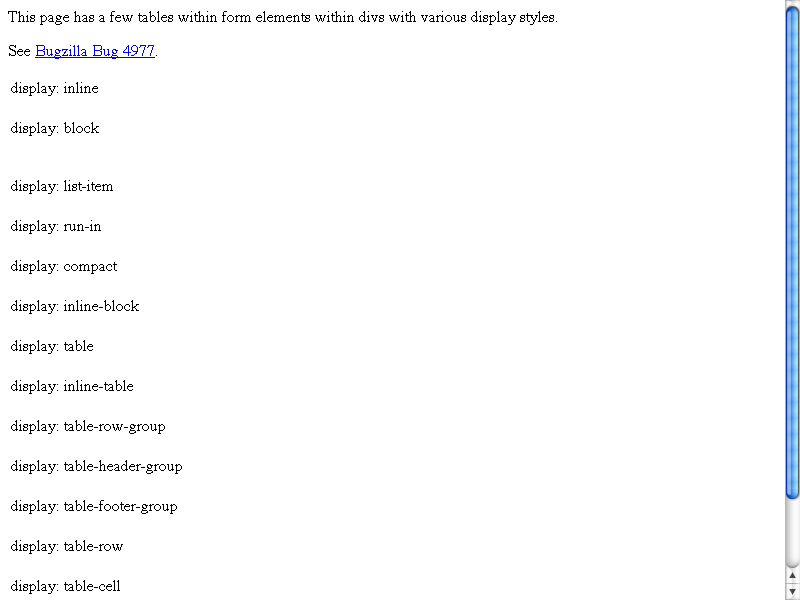 This page has a few tables within form elements within divs with various display styles.
See Bugzilla Bug 4977.
display: inline
display: block
display: list-item
display: run-in
display: compact
display: inline-block
display: table
display: inline-table
display: table-row-group
display: table-header-group
display: table-footer-group
display: table-row
display: table-cell